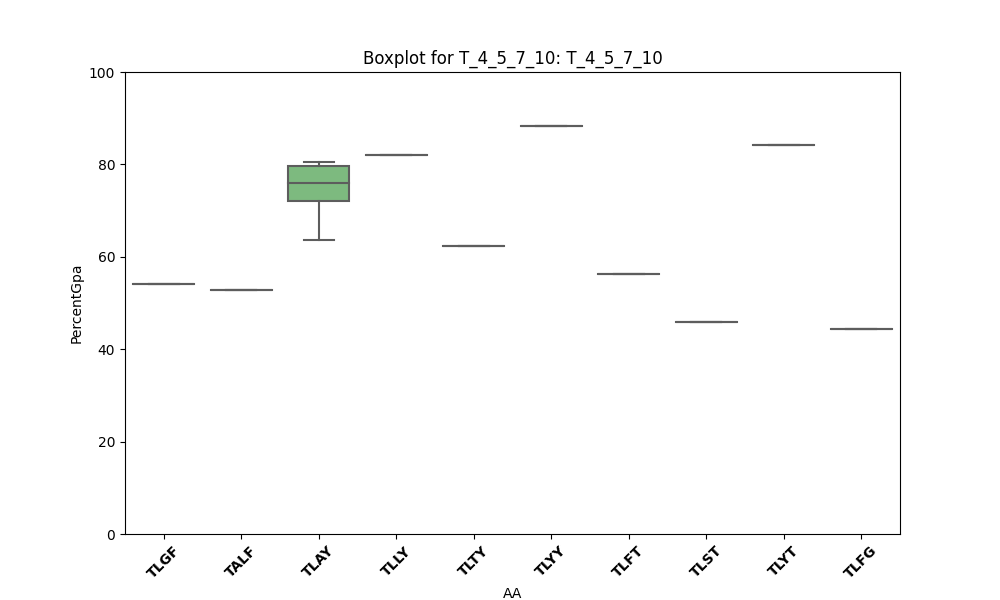 Boxplot for T_4_5_7_10: T_4_5_7_10
100
80
60
40
20
0
PercentGpa
TLGF
TALF
TLAY
TLLY
TLTY
TLYY
TLFT
TLST
TLYT
TLFG
AA